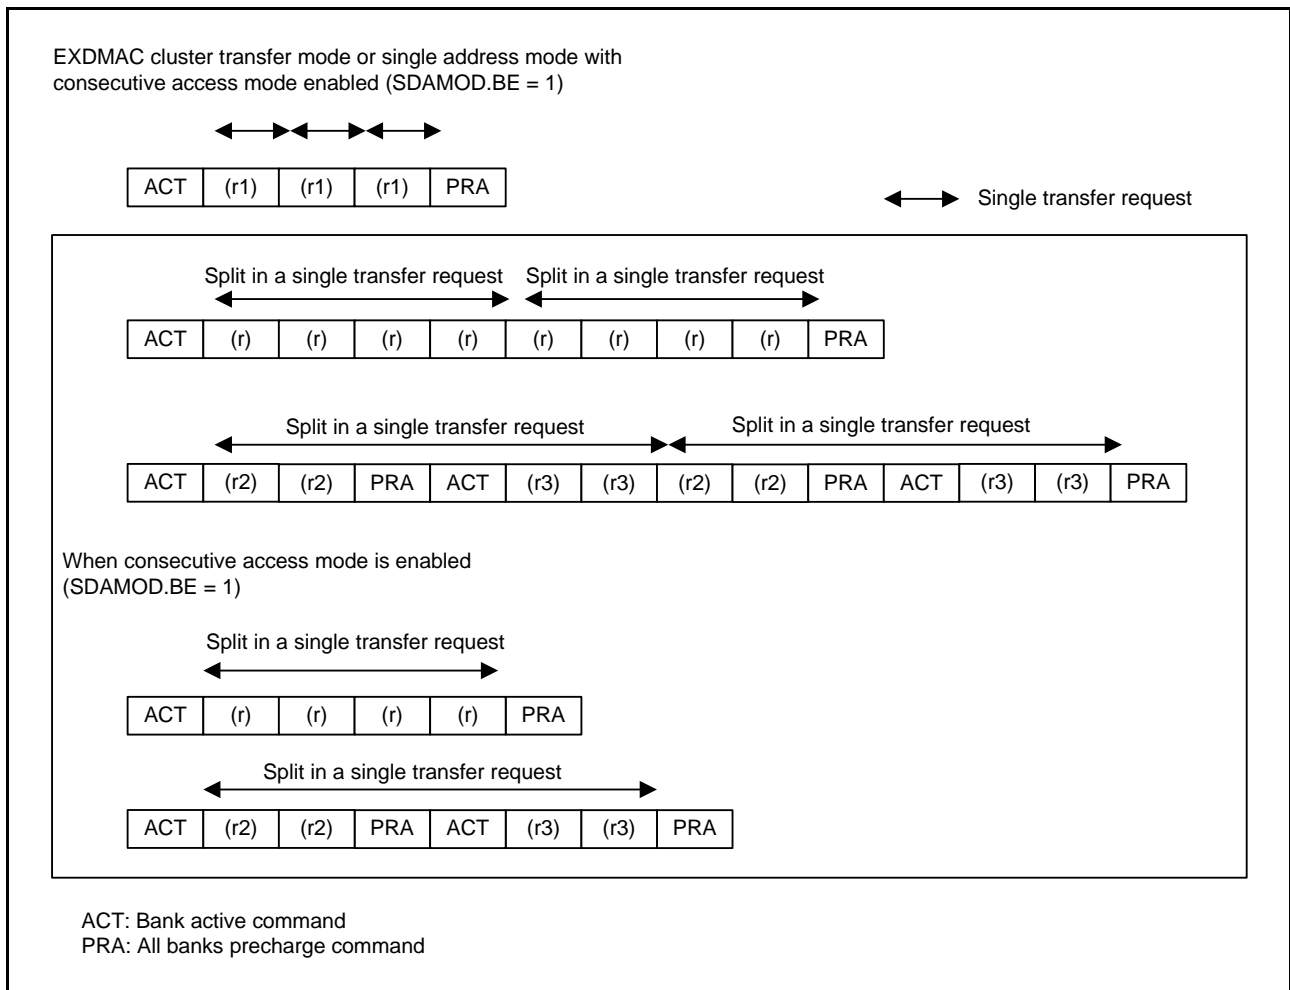 EXDMAC cluster transfer mode or single address mode with
consecutive access mode enabled (SDAMOD.BE = 1)
ACT (r1) (r1) (r1) PRA
Single transfer request
Split in a single transfer request Split in a single transfer request
ACT (r) (r) (r) (r) (r) (r) (r) (r) PRA
Split in a single transfer request Split in a single transfer request
ACT (r2) (r2) PRA ACT (r3) (r3) (r2) (r2) PRA ACT (r3) (r3) PRA
When consecutive access mode is enabled
(SDAMOD.BE = 1)
Split in a single transfer request
ACT (r) (r) (r) (r) PRA
Split in a single transfer request
ACT (r2) (r2) PRA ACT (r3) (r3) PRA
ACT: Bank active command
PRA: All banks precharge command